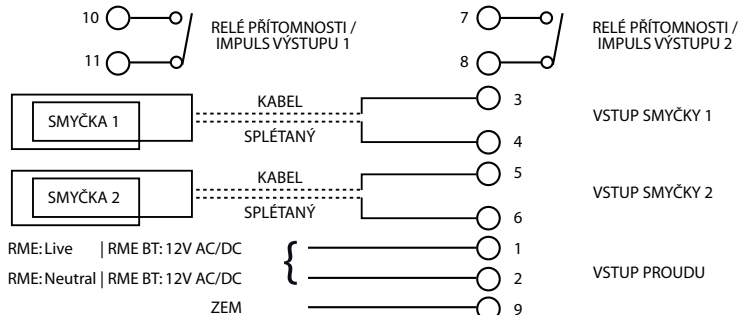 10
11
RELÉ PŘÍTOMNOSTI /
IMPULS VÝSTUPU 1
7
8
RELÉ PŘÍTOMNOSTI /
IMPULS VÝSTUPU 2
SMYČKA 1
KABEL
SPLÉTANÝ
3
4
VSTUP SMYČKY 1
SMYČKA 2
KABEL
SPLÉTANÝ
5
6
VSTUP SMYČKY 2
RME: Live | RME BT: 12V AC/DC
RME: Neutral | RME BT: 12V AC/DC
{
1
2
VSTUP PROUDU
ZEM
9